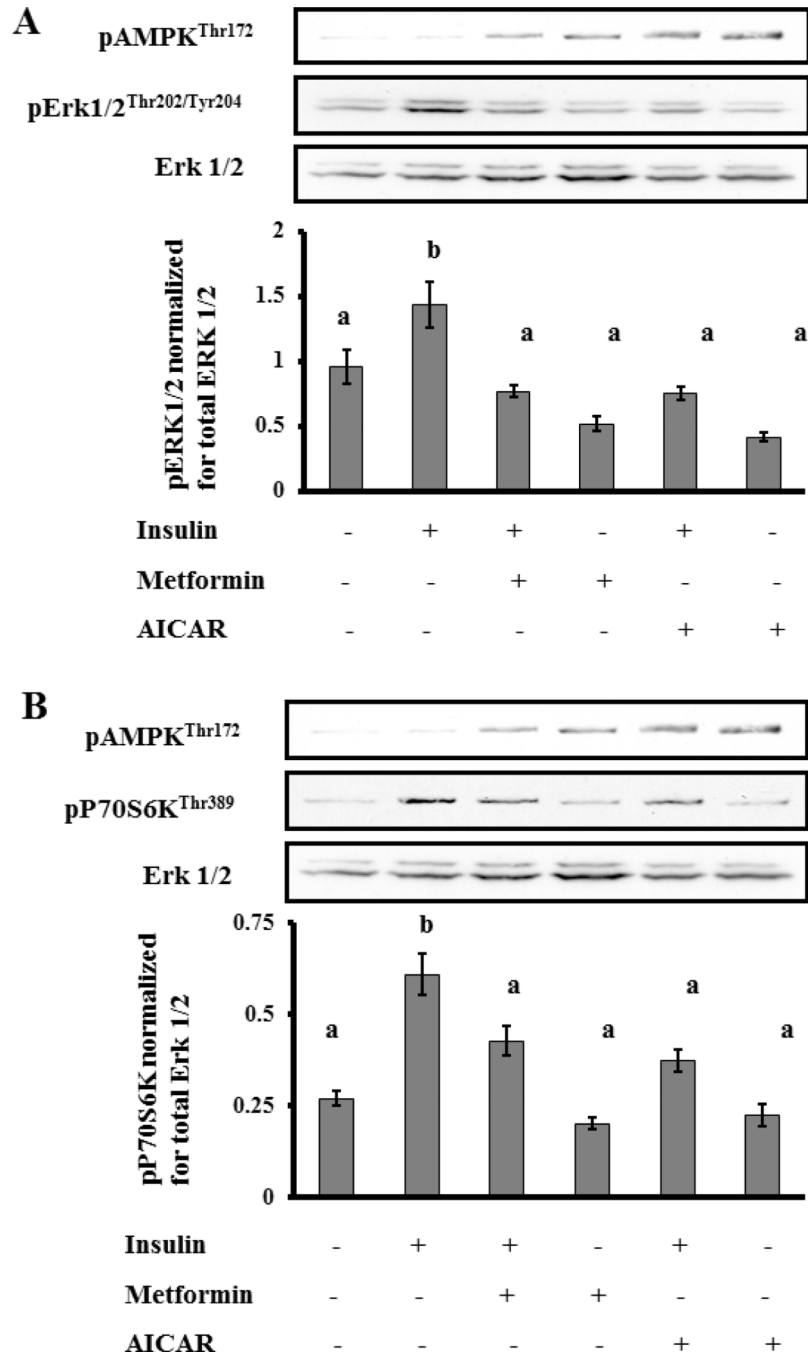 A
pAMPKThr172
pErk1/2Thr202/Tyr204
Erk 1/2
pERK1/2 normalized
for total ERK 1/2
2
1.5
1
0.5
0
a
b
a
a
a
a
Insulin - + + - + -
Metformin - - + + - -
AICAR - - - - + +
B
pAMPKThr172
pP70S6KThr389
Erk 1/2
pP70S6K normalized
for total Erk 1/2
0.75
0.5
0.25
0
a
b
a
a
a
a
Insulin - + + - + -
Metformin - - + + - -
AICAR - - - - + +